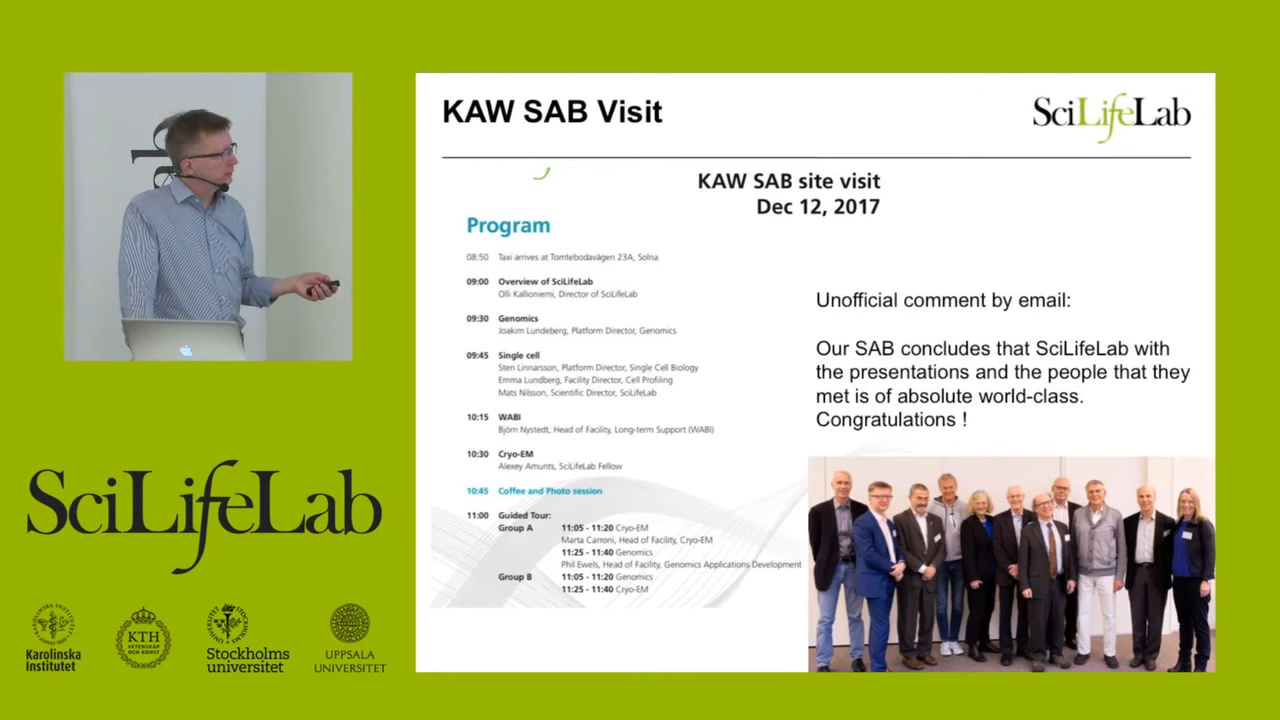 KAW SAB Visit
SciLifeLab
KAW SAB site visit
Dec 12, 2017
Program
08:50 Taxi arrives at Tomtebodavägen 23A, Solna
09:00 Overview of SciLifeLab
Olli Kallioniemi, Director of SciLifeLab
09:30 Genomics
Joakim Lundeberg, Platform Director, Genomics
09:45 Single cell
Sten Linnarsson, Platform Director, Single Cell Biology
Emma Lundberg, Facility Director, Cell Profiling
Mats Nilsson, Scientific Director, SciLifeLab
10:15 WABI
Björn Nystedt, Head of Facility, Long-term Support (WABI)
10:30 Cryo-EM
Alexey Amunts, SciLifeLab Fellow
10:45 Coffee and Photo session
11:00 Guided Tour:
Group A 11:05 - 11:20 Cryo-EM
Marta Carroni, Head of Facility, Cryo-EM
11:25 - 11:40 Genomics
Phil Ewels, Head of Facility, Genomics Applications Development
Group B 11:05 - 11:20 Genomics
11:25 - 11:40 Cryo-EM
Unofficial comment by email:
Our SAB concludes that SciLifeLab with
the presentations and the people that they
met is of absolute world-class.
Congratulations !
SciLifeLab
Karolinska
Institutet
KTH
VETENSKAP
OCH KONST
Stockholms
universitet
UPPSALA
UNIVERSITET